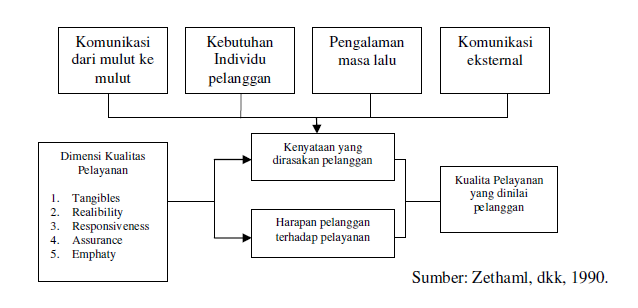 Komunikasi
dari mulut ke
mulut
Kebutuhan
Individu
pelanggan
Pengalaman
masa lalu
Komunikasi
eksternal
Dimensi Kualitas
Pelayanan
1. Tangibles
2. Realibility
3. Responsiveness
4. Assurance
5. Emphaty
Kenyataan yang
dirasakan pelanggan
Harapan pelanggan
terhadap pelayanan
Kualita Pelayanan
yang dinilai
pelanggan
Sumber: Zethaml, dkk, 1990.